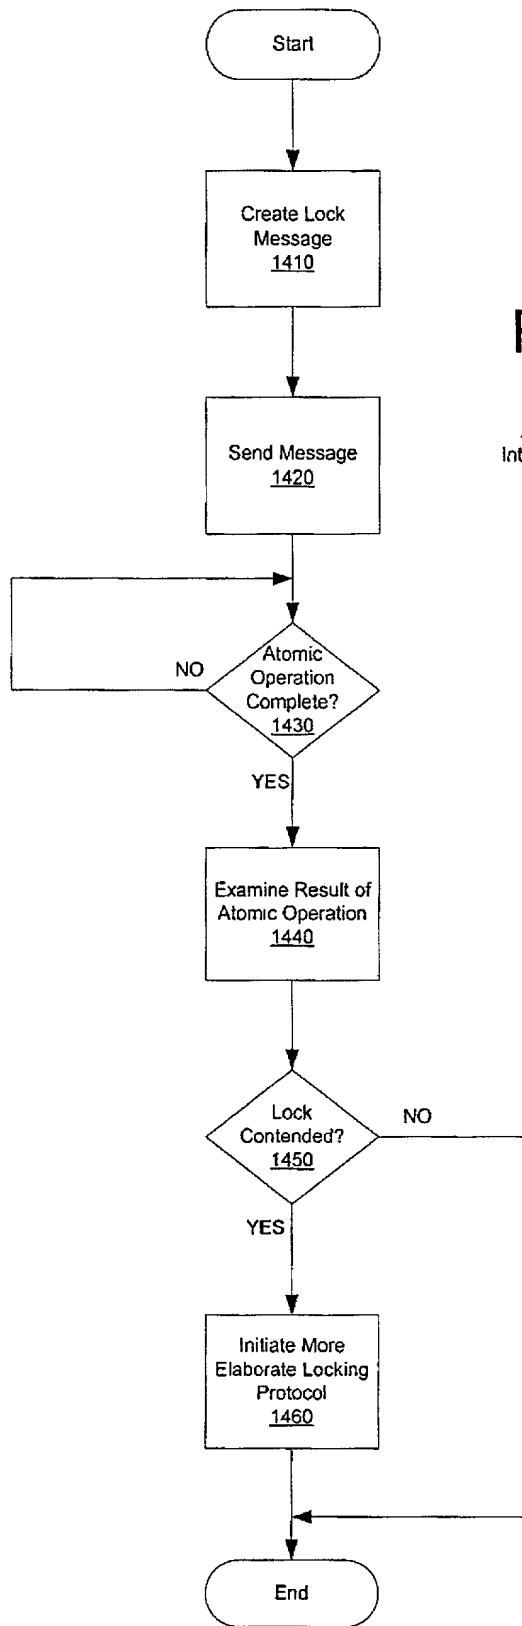 Start
Create Lock
Message
1410
Send Message
1420
Int
Atomic
Operation
Complete?
1430
NO
YES
Examine Result of
Atomic Operation
1440
Lock
Contended?
1450
NO
YES
Initiate More
Elaborate Locking
Protocol
1460
End